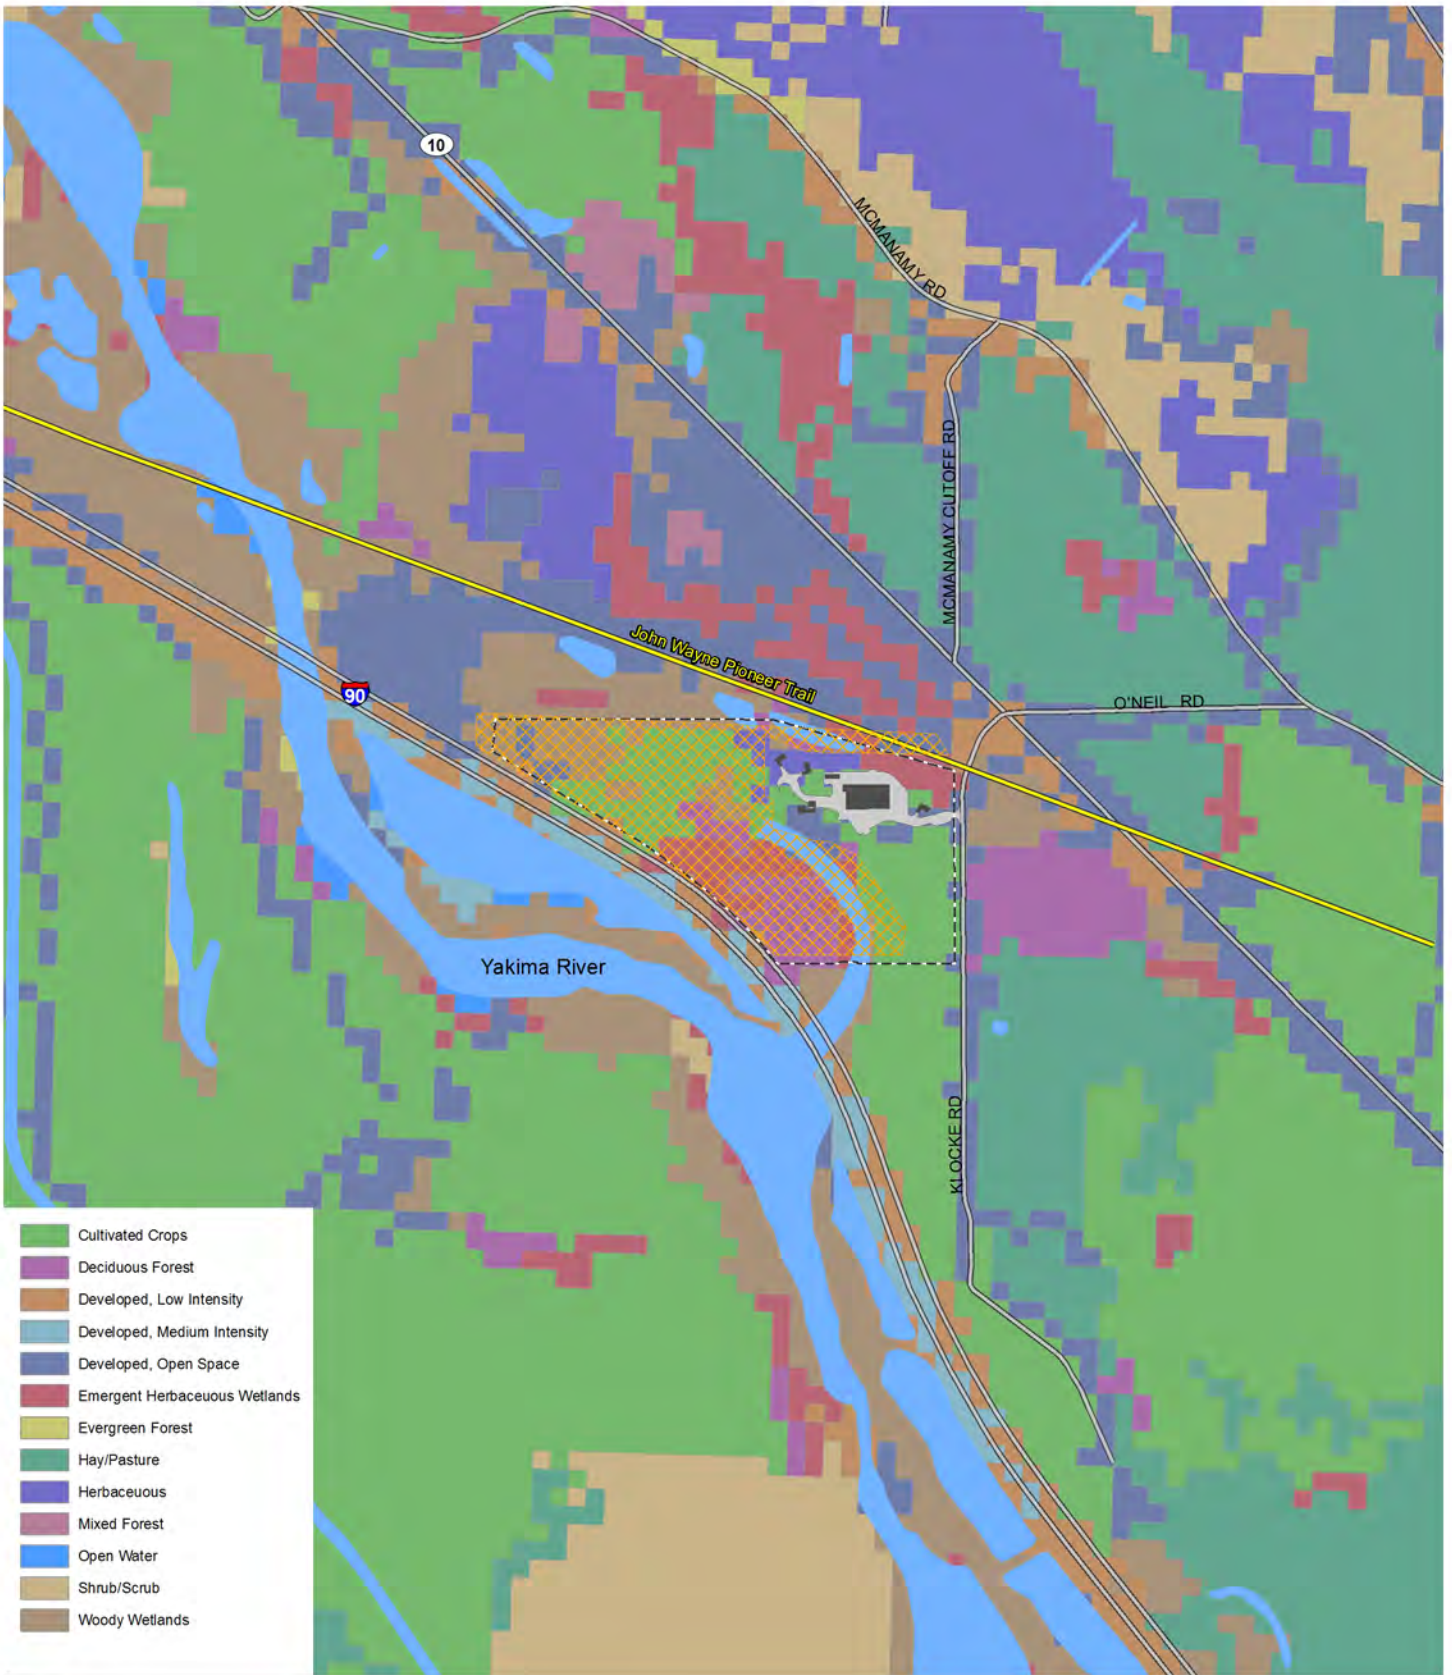 10
MCMANAMY RD
MCMANAMY CUTOFF RD
John Wayne Pioneer Trail
90
O'NEIL RD
Yakima River
KLOCKE RD
Cultivated Crops
Deciduous Forest
Developed, Low Intensity
Developed, Medium Intensity
Developed, Open Space
Emergent Herbaceuous Wetlands
Evergreen Forest
Hay/Pasture
Herbaceuous
Mixed Forest
Open Water
Shrub/Scrub
Woody Wetlands